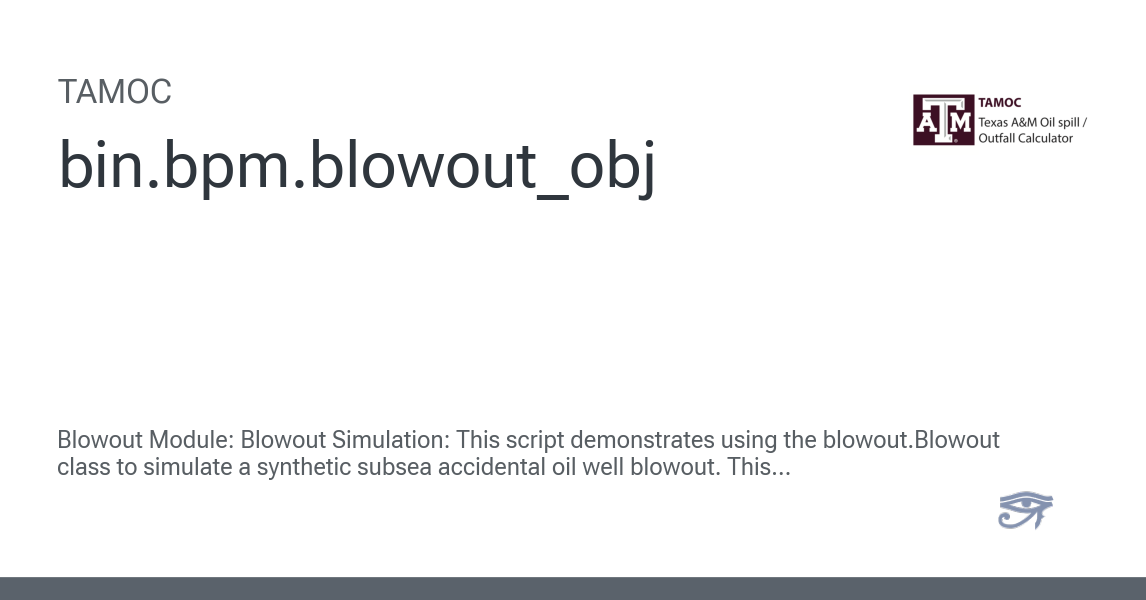 TAMOC
bin.bpm.blowout_obj
ATM
TAMOC
Texas A&M Oil spill /
Outfall Calculator
Blowout Module: Blowout Simulation: This script demonstrates using the blowout.Blowout
class to simulate a synthetic subsea accidental oil well blowout. This...